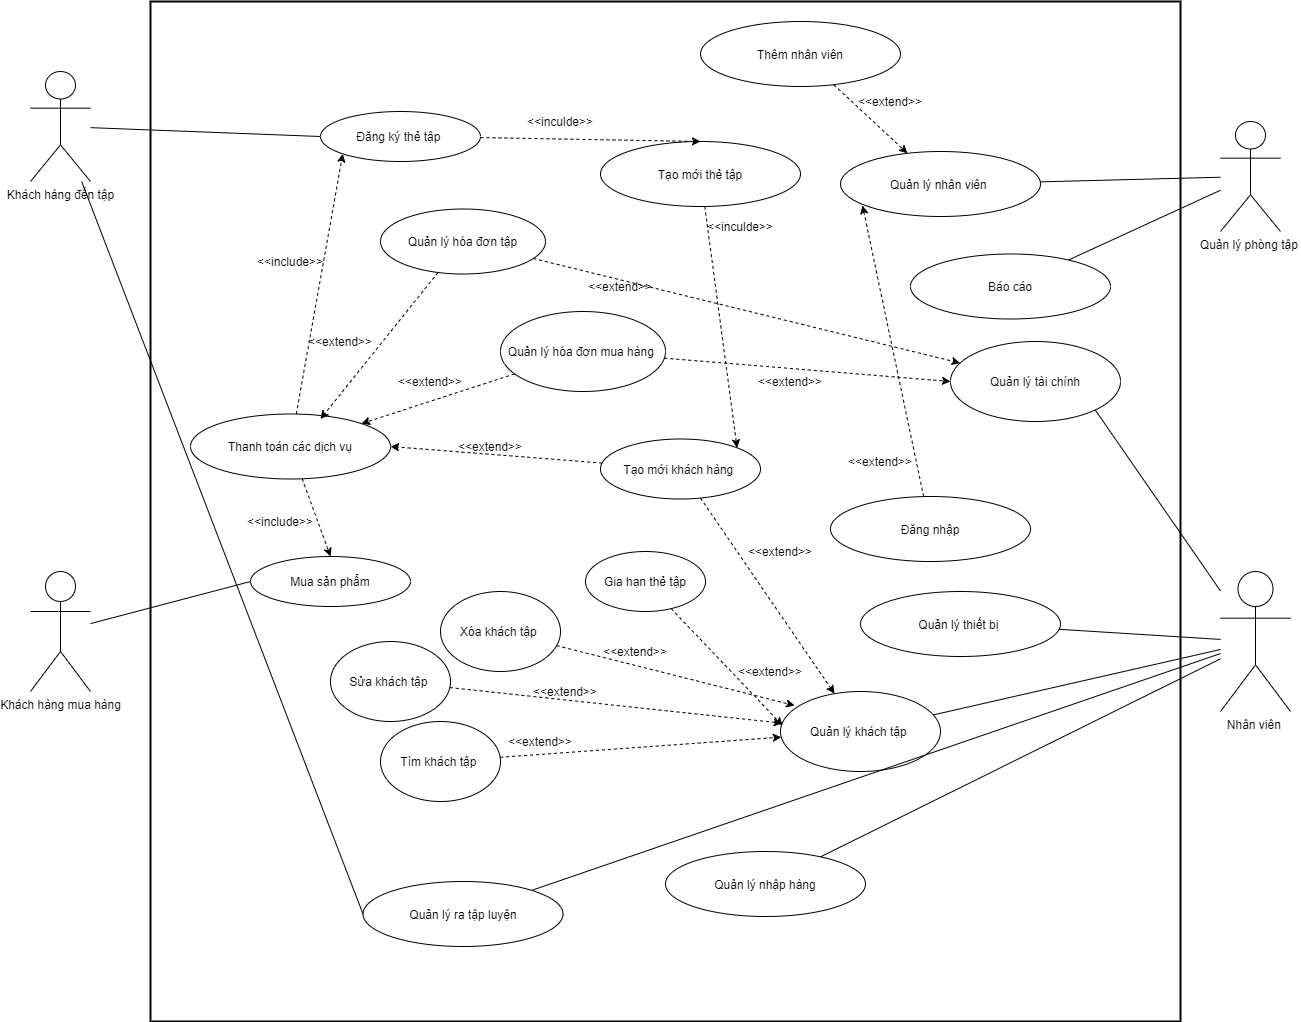 Thêm nhân viên
<<extend>>
Khách hàng đến tập
Đăng ký thẻ tập
<<inculde>>
Tạo mới thẻ tập
Quản lý nhân viên
Quản lý phòng tập
<<inculde>>
Quản lý hóa đơn tập
<<include>>
<<extend>>
Báo cáo
<<extend>>
Quản lý hóa đơn mua hàng
<<extend>>
<<extend>>
Quản lý tài chính
Thanh toán các dịch vụ
<<extend>>
Tạo mới khách hàng
<<extend>>
<<include>>
Đăng nhập
<<extend>>
Mua sản phẩm
Gia hạn thẻ tập
Khách hàng mua hàng
Xóa khách tập
<<extend>>
Quản lý thiết bị
Sửa khách tập
<<extend>>
<<extend>>
Nhân viên
Tìm khách tập
<<extend>>
Quản lý khách tập
Quản lý nhập hàng
Quản lý ra tập luyện